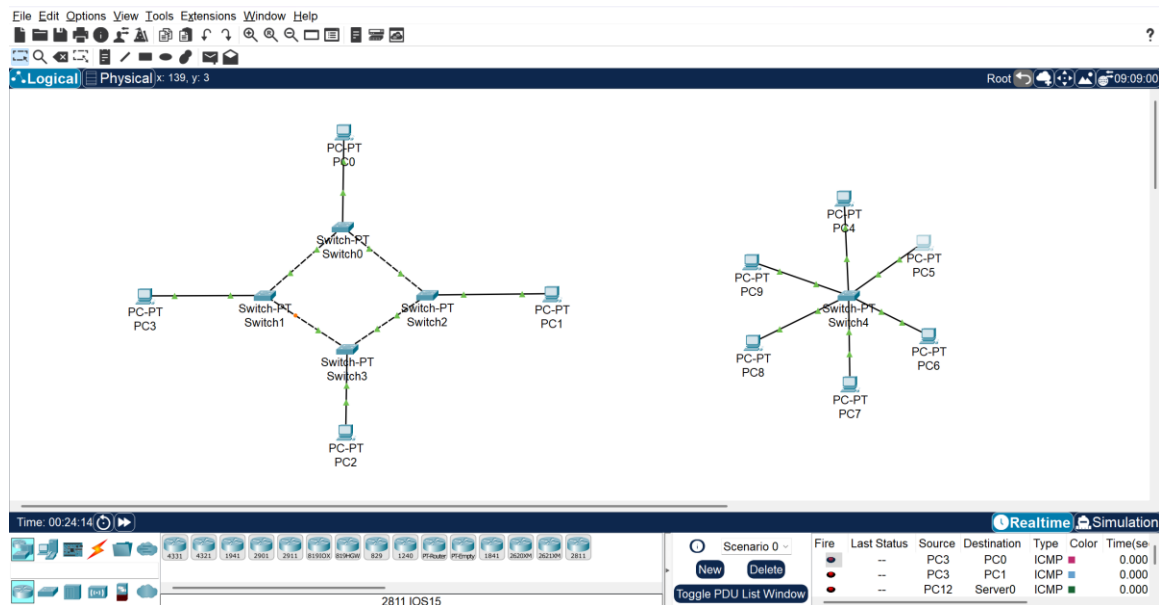 File Edit Options View Tools Extensions Window Help
?
Logical Physical x: 139, y: 3 Root 09:09:00
PC-PT
PC0
Switch-PT
Switch0
PC-PT
PC3
Switch-PT
Switch1
Switch-PT
Switch2
PC-PT
PC1
Switch-PT
Switch3
PC-PT
PC2
PC-PT
PC4
PC-PT
PC5
PC-PT
PC9
Switch-PT
Switch4
PC-PT
PC8
PC-PT
PC6
PC-PT
PC7
Time: 00:24:14 Realtime Simulation
4331 4321 1941 2901 2911 819IOX 819HGW 829 1240 PT-Router PT-Empty 1841 2620XM 2621XM 2811
2811 IOS15
Scenario 0
New Delete
Toggle PDU List Window
Fire Last Status Source Destination Type Color Time(se
-- PC3 PC0 ICMP 0.000
-- PC3 PC1 ICMP 0.000
-- PC12 Server0 ICMP 0.000